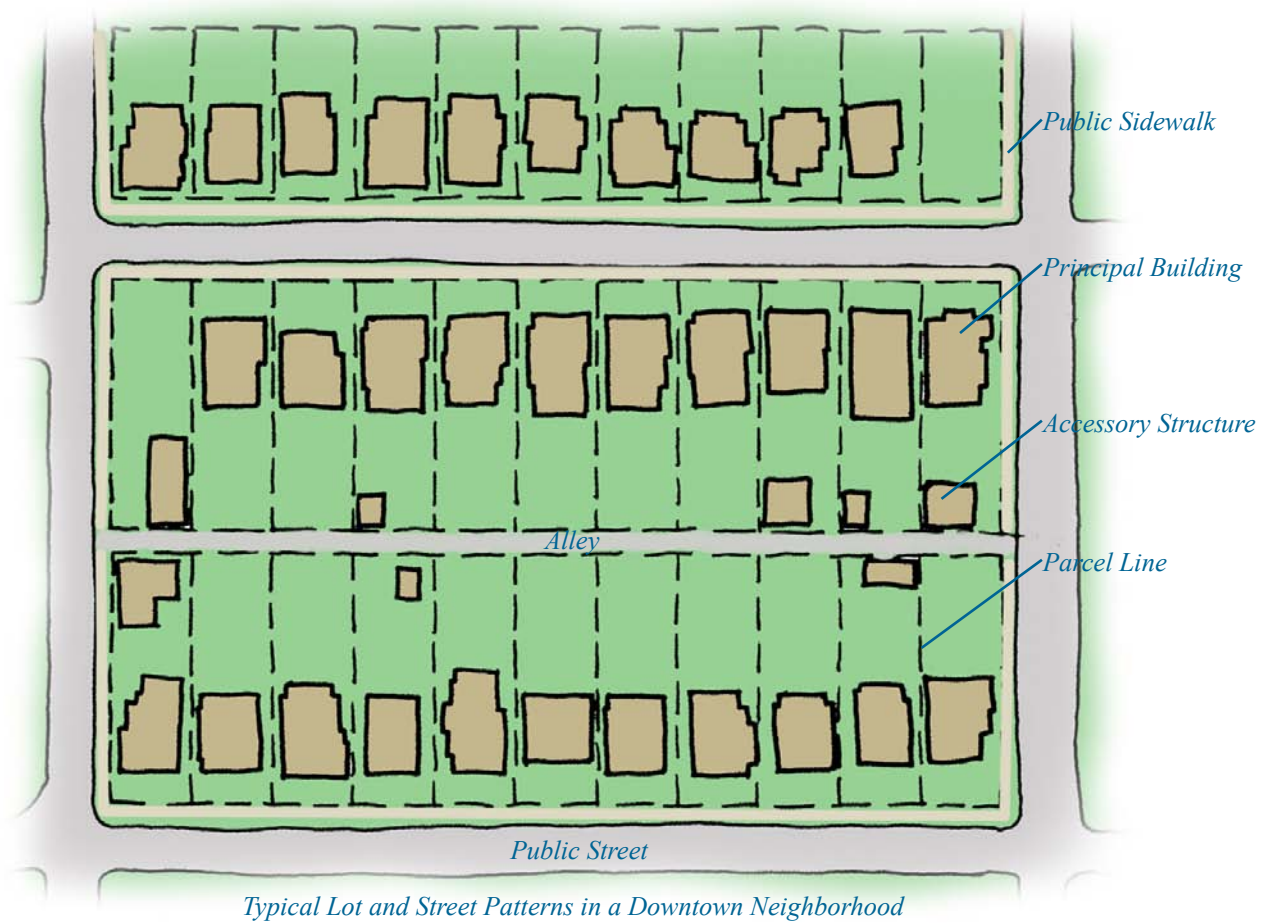 Public Sidewalk
Principal Building
Accessory Structure
Alley
Parcel Line
Public Street
Typical Lot and Street Patterns in a Downtown Neighborhood